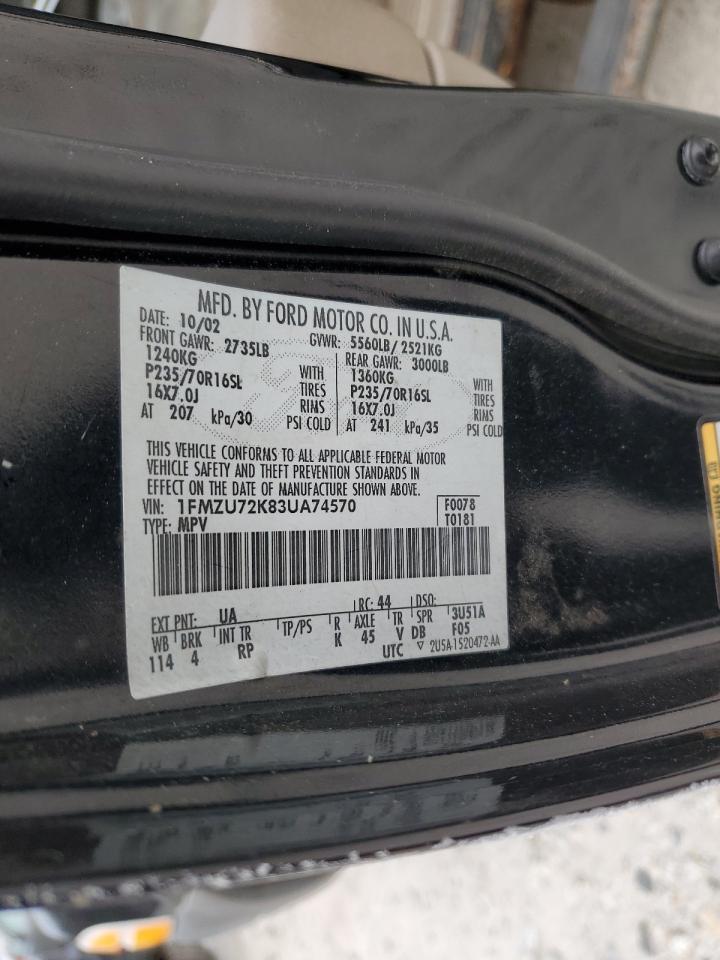 MFD. BY FORD MOTOR CO. IN U.S.A.
DATE: 10/02 GVWR: 5560LB/ 2521KG
FRONT GAWR: 2735LB REAR GAWR: 3000LB
1240KG WITH 1360KG WITH
P235/70R16SL TIRES P235/70R16SL TIRES
16X7.0J RIMS 16X7.0J RIMS
AT 207 kPa/30 PSI COLD AT 241 kPa/35 PSI COLD
THIS VEHICLE CONFORMS TO ALL APPLICABLE FEDERAL MOTOR
VEHICLE SAFETY AND THEFT PREVENTION STANDARDS IN
EFFECT ON THE DATE OF MANUFACTURE SHOWN ABOVE.
VIN: 1FMZU72K83UA74570 F0078
TYPE: MPV T0181
EXT PNT: UA RC: 44 DSO: 3U51A
WB BRK INT TR TP/PS R AXLE TR SPR F05
114 4 RP K 45 V DB
UTC ▽ 2U5A-1520472-AA